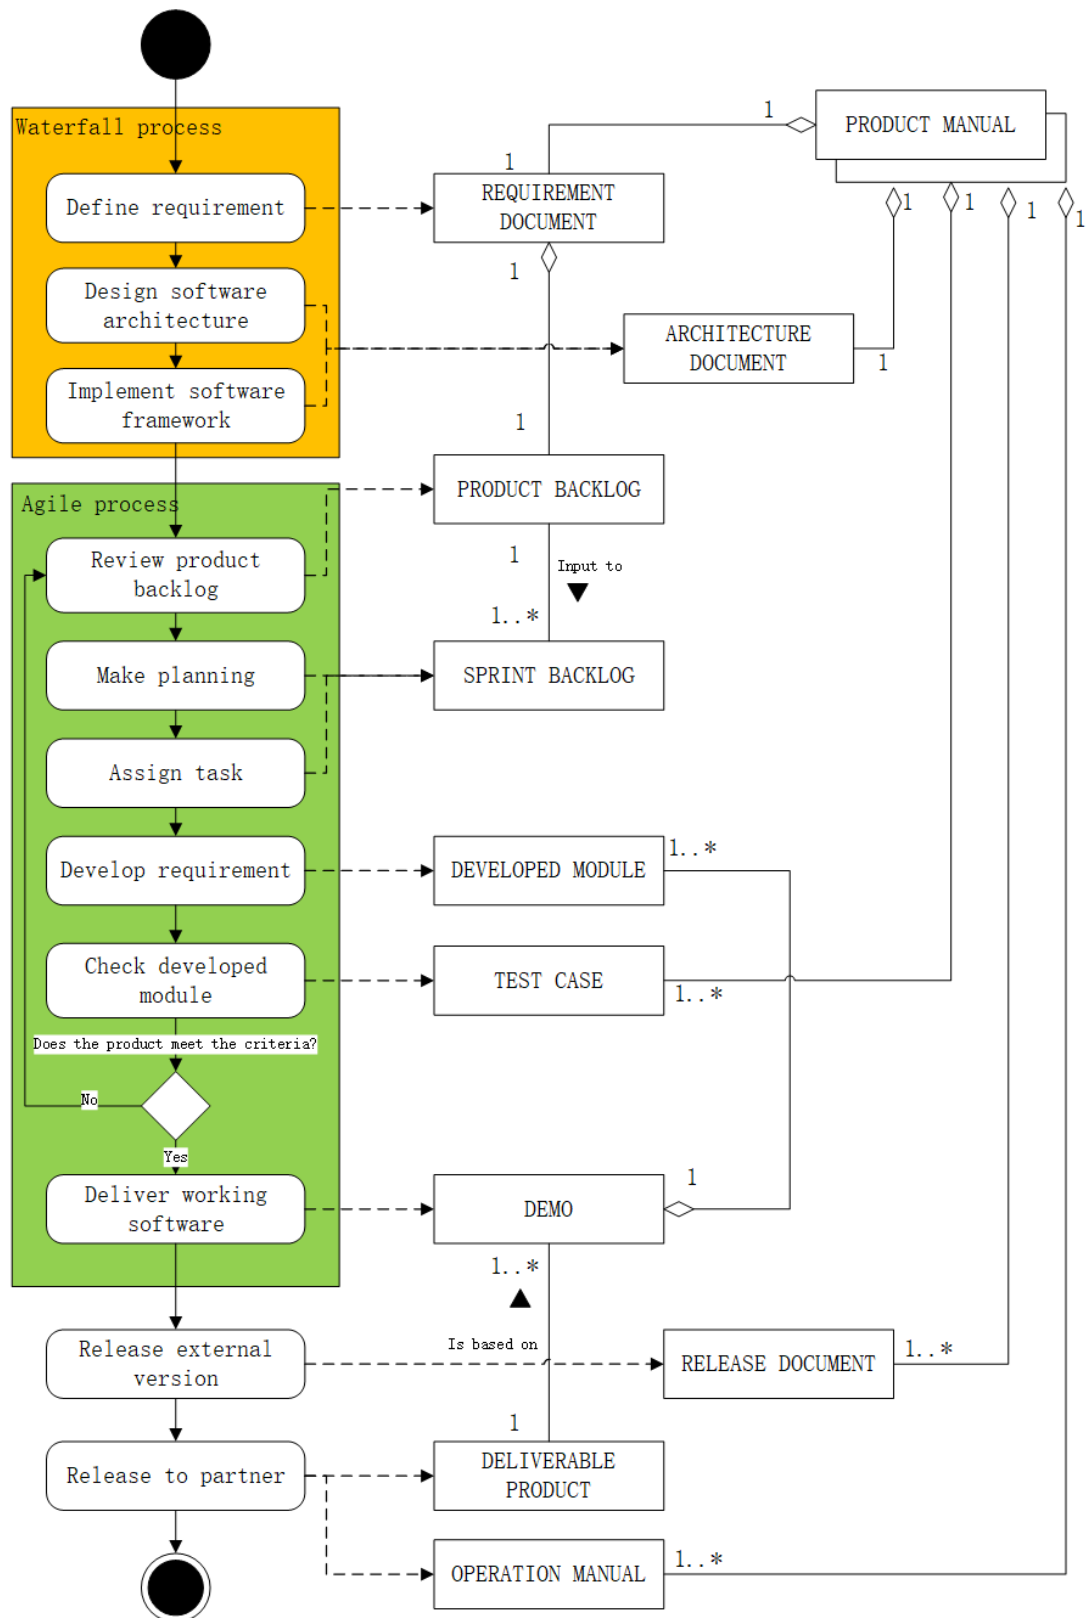 Waterfall process
1
PRODUCT MANUAL
1
Define requirement
REQUIREMENT
DOCUMENT
1
1
1
1
1
Design software
architecture
ARCHITECTURE
DOCUMENT
1
Implement software
framework
1
Agile process
PRODUCT BACKLOG
Review product
backlog
1
Input to
1..*
Make planning
SPRINT BACKLOG
Assign task
Develop requirement
DEVELOPED MODULE
1..*
Check developed
module
TEST CASE
1..*
Does the product meet the criteria?
No
Yes
Deliver working
software
DEMO
1
1..*
Is based on
Release external
version
RELEASE DOCUMENT
1..*
1
Release to partner
DELIVERABLE
PRODUCT
OPERATION MANUAL
1..*